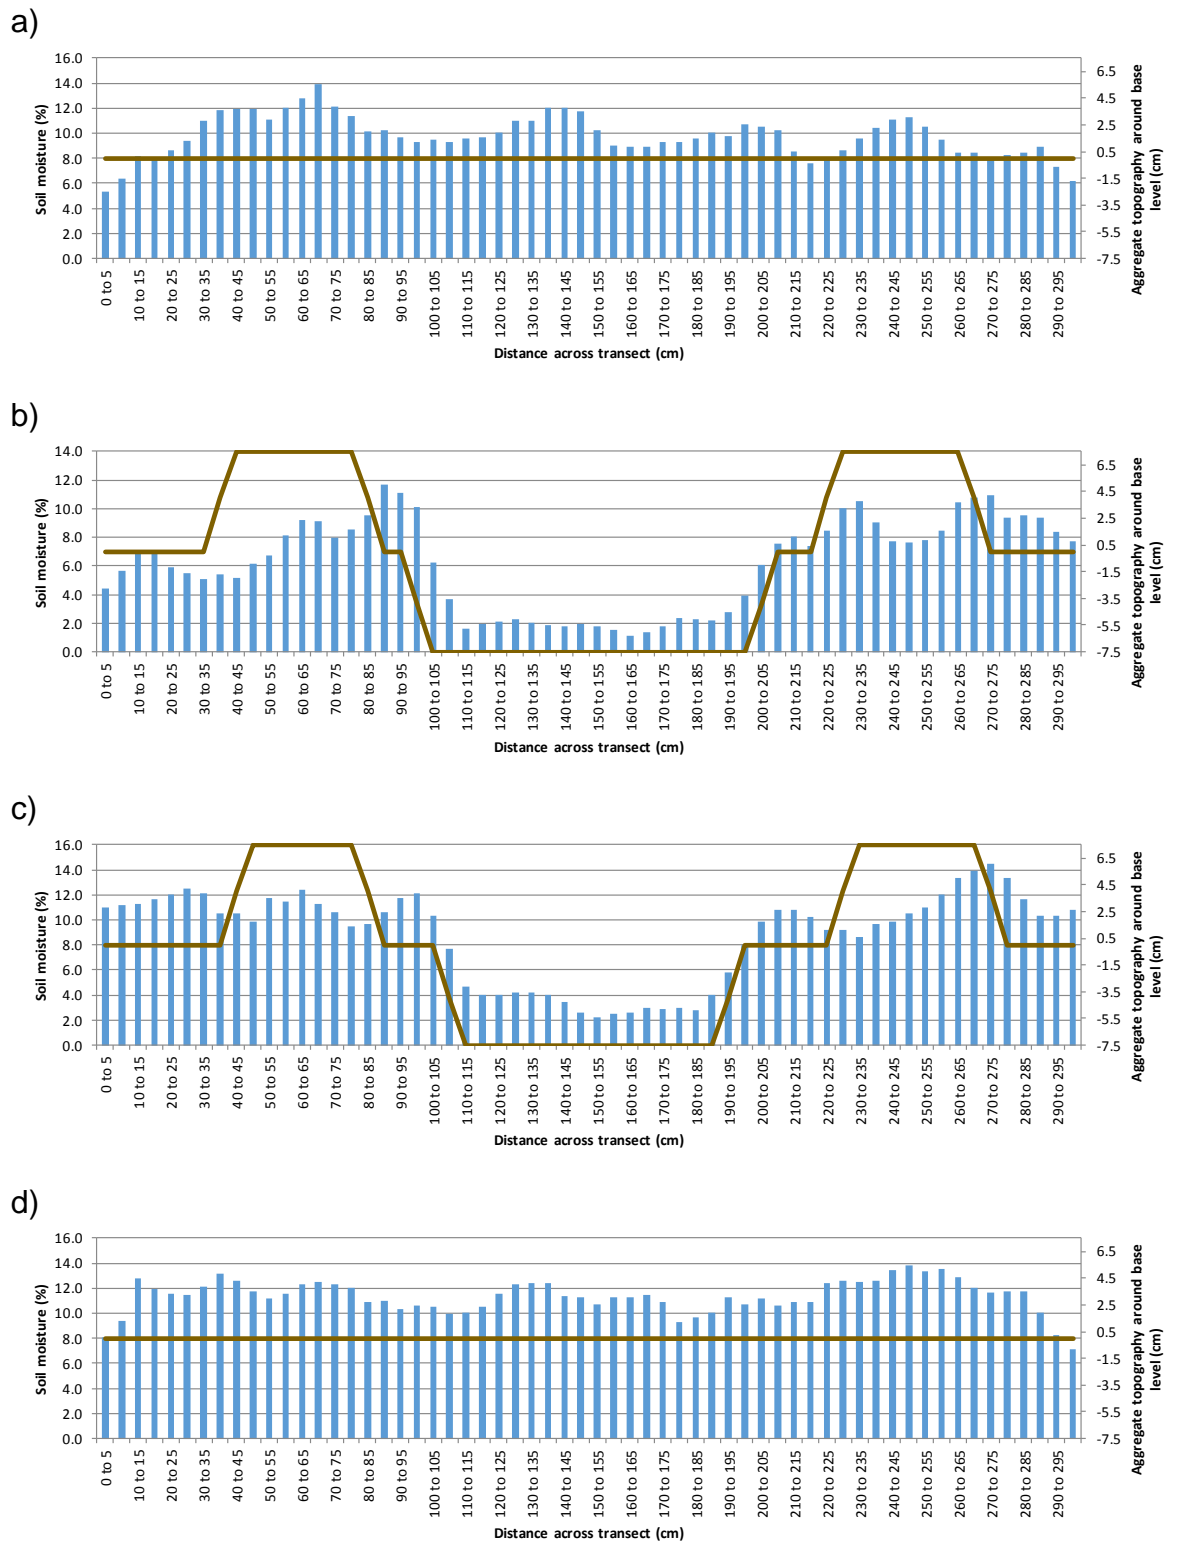 a)
16.0
14.0
12.0
10.0
8.0
6.0
4.0
2.0
0.0
Soil moisture (%)
6.5
4.5
2.5
0.5
-1.5
-3.5
-5.5
-7.5
Aggregate topography around base
level (cm)
0 to 5
10 to 15
20 to 25
30 to 35
40 to 45
50 to 55
60 to 65
70 to 75
80 to 85
90 to 95
100 to 105
110 to 115
120 to 125
130 to 135
140 to 145
150 to 155
160 to 165
170 to 175
180 to 185
190 to 195
200 to 205
210 to 215
220 to 225
230 to 235
240 to 245
250 to 255
260 to 265
270 to 275
280 to 285
290 to 295
Distance across transect (cm)
b)
14.0
12.0
10.0
8.0
6.0
4.0
2.0
0.0
Soil moisture (%)
6.5
4.5
2.5
0.5
-1.5
-3.5
-5.5
-7.5
Aggregate topography around base
level (cm)
0 to 5
10 to 15
20 to 25
30 to 35
40 to 45
50 to 55
60 to 65
70 to 75
80 to 85
90 to 95
100 to 105
110 to 115
120 to 125
130 to 135
140 to 145
150 to 155
160 to 165
170 to 175
180 to 185
190 to 195
200 to 205
210 to 215
220 to 225
230 to 235
240 to 245
250 to 255
260 to 265
270 to 275
280 to 285
290 to 295
Distance across transect (cm)
c)
16.0
14.0
12.0
10.0
8.0
6.0
4.0
2.0
0.0
Soil moisture (%)
6.5
4.5
2.5
0.5
-1.5
-3.5
-5.5
-7.5
Aggregate topography around base
level (cm)
0 to 5
10 to 15
20 to 25
30 to 35
40 to 45
50 to 55
60 to 65
70 to 75
80 to 85
90 to 95
100 to 105
110 to 115
120 to 125
130 to 135
140 to 145
150 to 155
160 to 165
170 to 175
180 to 185
190 to 195
200 to 205
210 to 215
220 to 225
230 to 235
240 to 245
250 to 255
260 to 265
270 to 275
280 to 285
290 to 295
Distance across transect (cm)
d)
16.0
14.0
12.0
10.0
8.0
6.0
4.0
2.0
0.0
Soil moisture (%)
6.5
4.5
2.5
0.5
-1.5
-3.5
-5.5
-7.5
Aggregate topography around base
level (cm)
0 to 5
10 to 15
20 to 25
30 to 35
40 to 45
50 to 55
60 to 65
70 to 75
80 to 85
90 to 95
100 to 105
110 to 115
120 to 125
130 to 135
140 to 145
150 to 155
160 to 165
170 to 175
180 to 185
190 to 195
200 to 205
210 to 215
220 to 225
230 to 235
240 to 245
250 to 255
260 to 265
270 to 275
280 to 285
290 to 295
Distance across transect (cm)